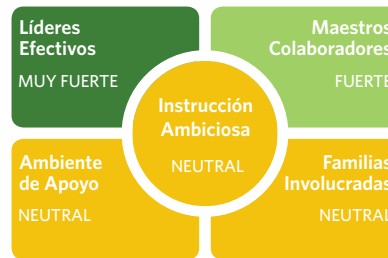 Líderes
Efectivos
MUY FUERTE
Maestros
Colaboradores
FUERTE
Instrucción
Ambiciosa
NEUTRAL
Ambiente
de Apoyo
NEUTRAL
Familias
Involucradas
NEUTRAL